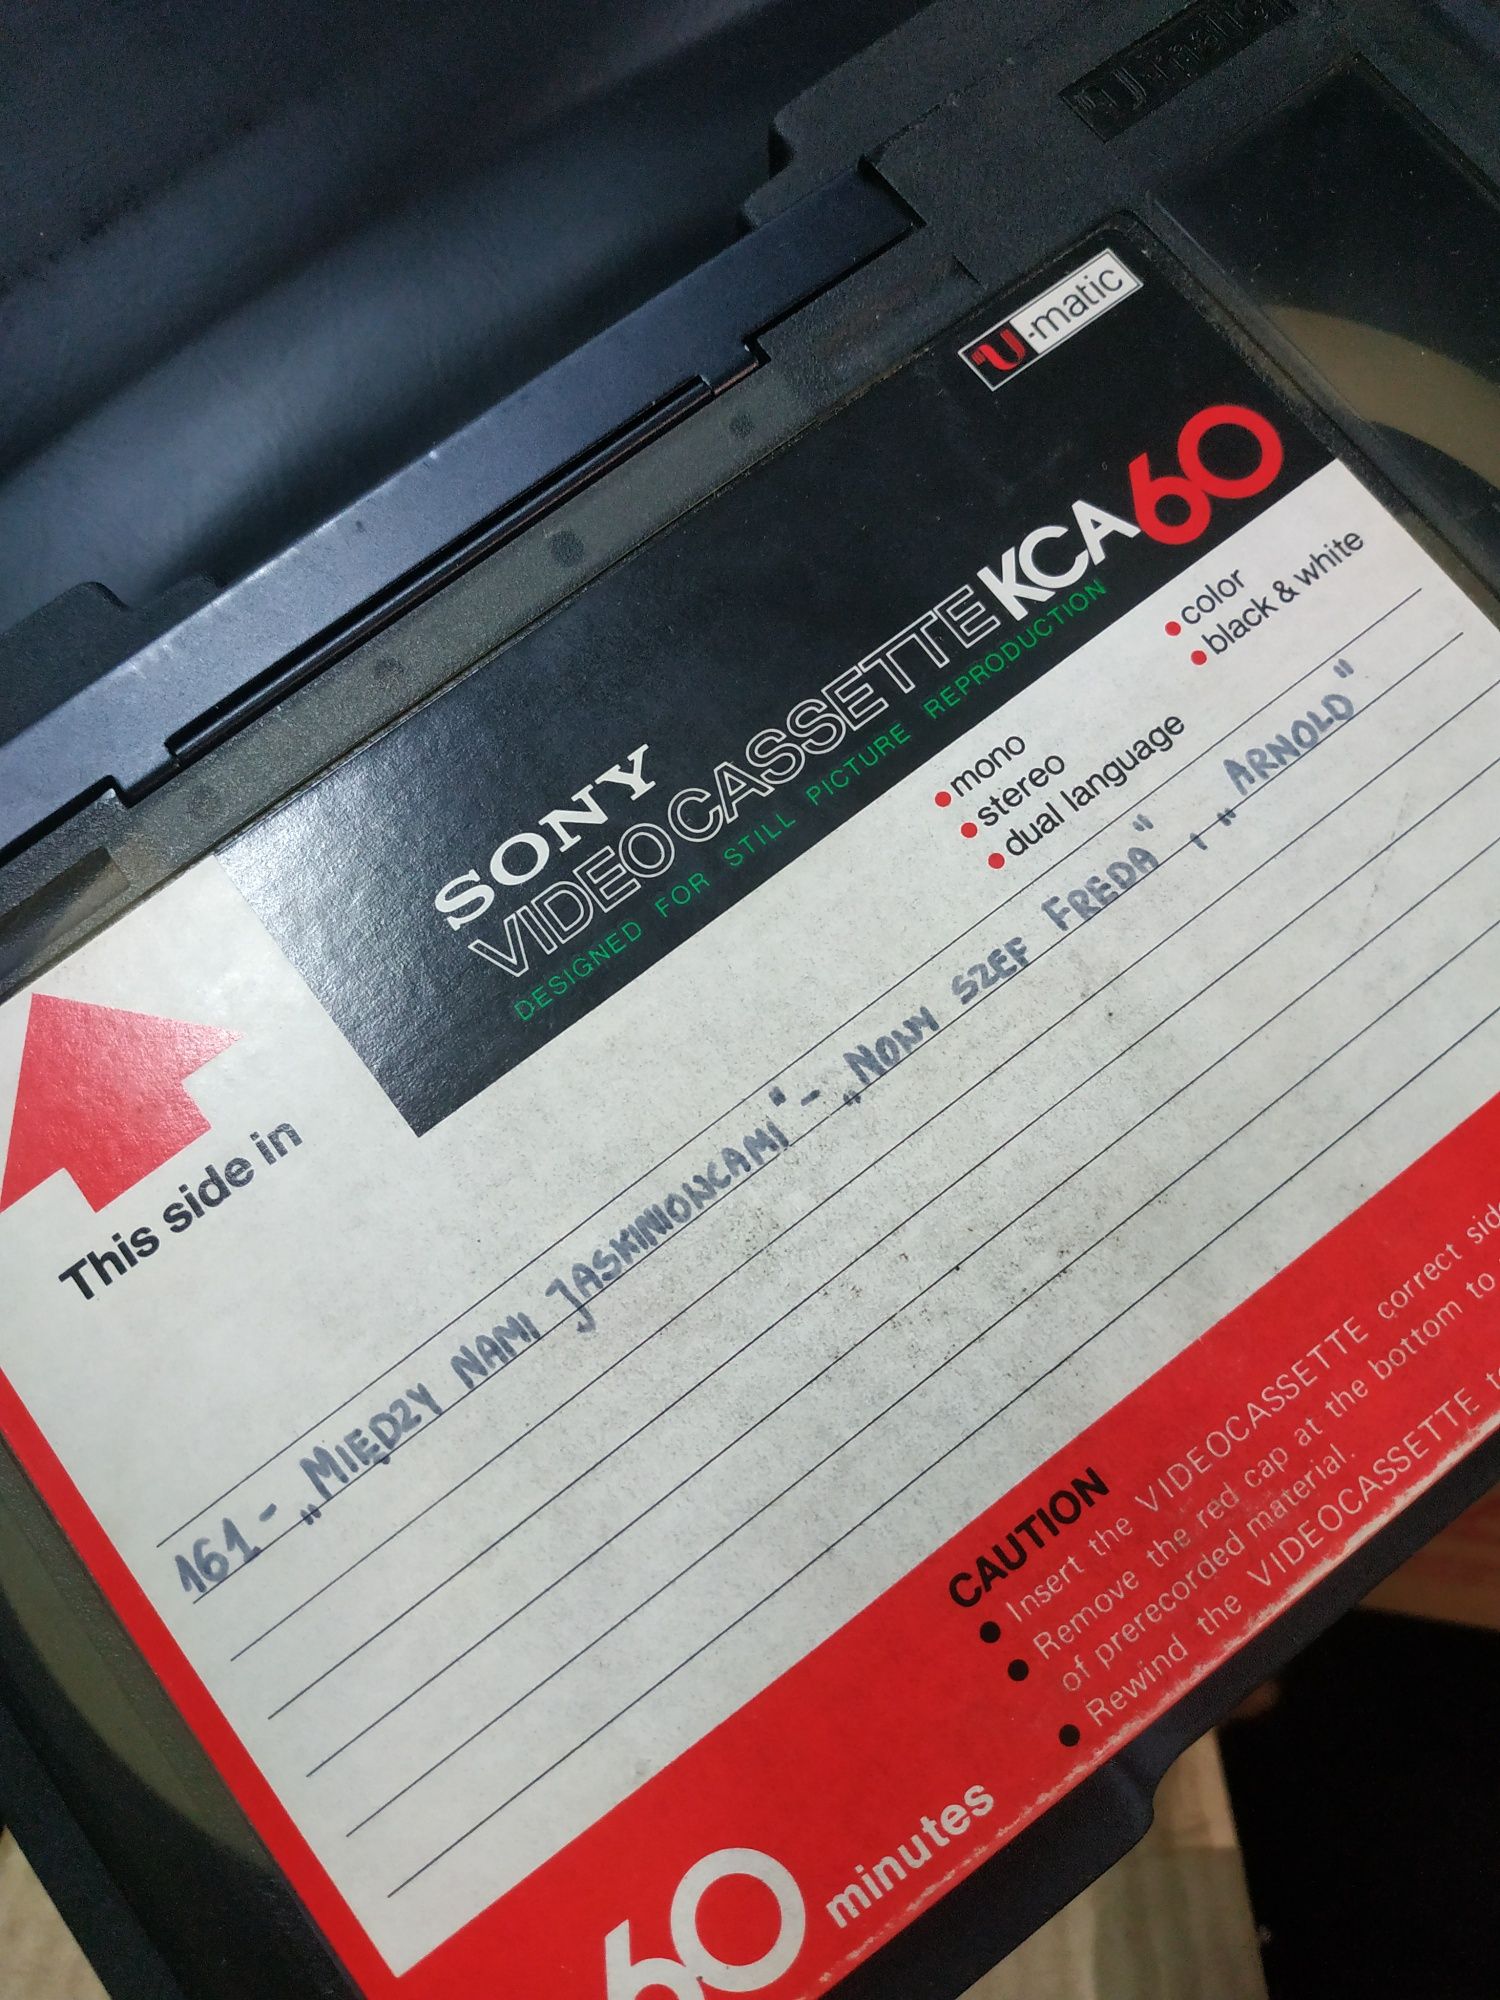 U-matic
U-matic
SONY
VIDEOCASSETTE KCA60
DESIGNED FOR STILL PICTURE REPRODUCTION
color
black & white
mono
stereo
dual language
This side in
161 - „MIĘDZY NAMI JASKINIOWCAMI" - „NOWY SZEF FREDA" I " ARNOLD"
CAUTION
Insert the VIDEOCASSETTE correct
Remove the red cap at the bottom to
of prerecorded material.
Rewind the VIDEOCASSETTE
60 minutes